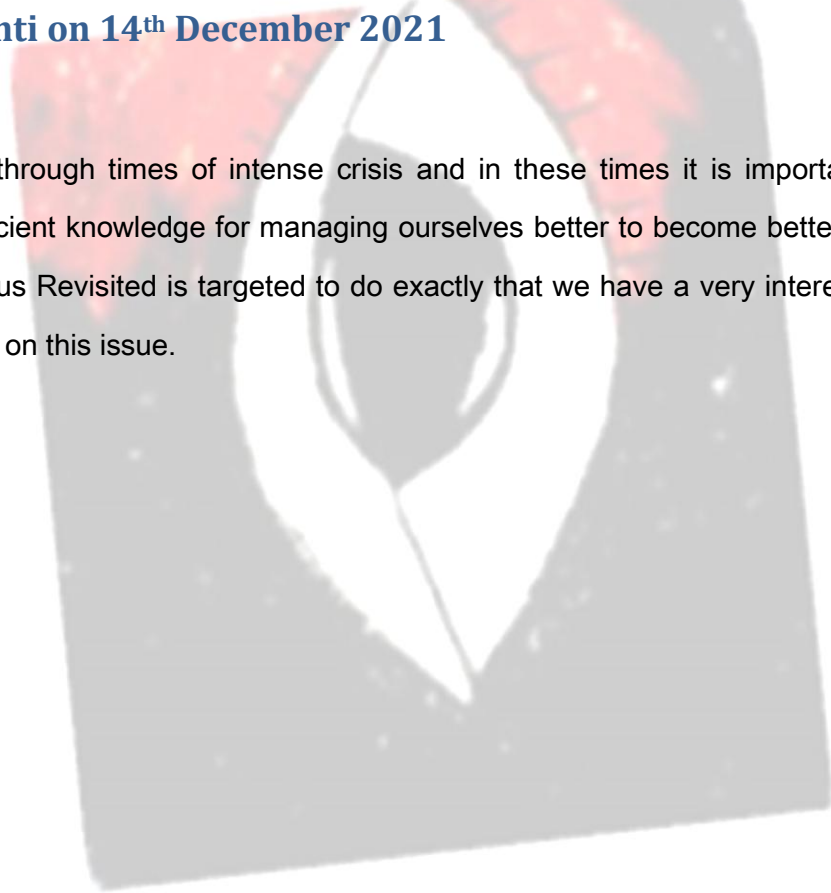 nti on 14th December 2021
through times of intense crisis and in these times it is importa
cient knowledge for managing ourselves better to become bette
us Revisited is targeted to do exactly that we have a very intere
on this issue.